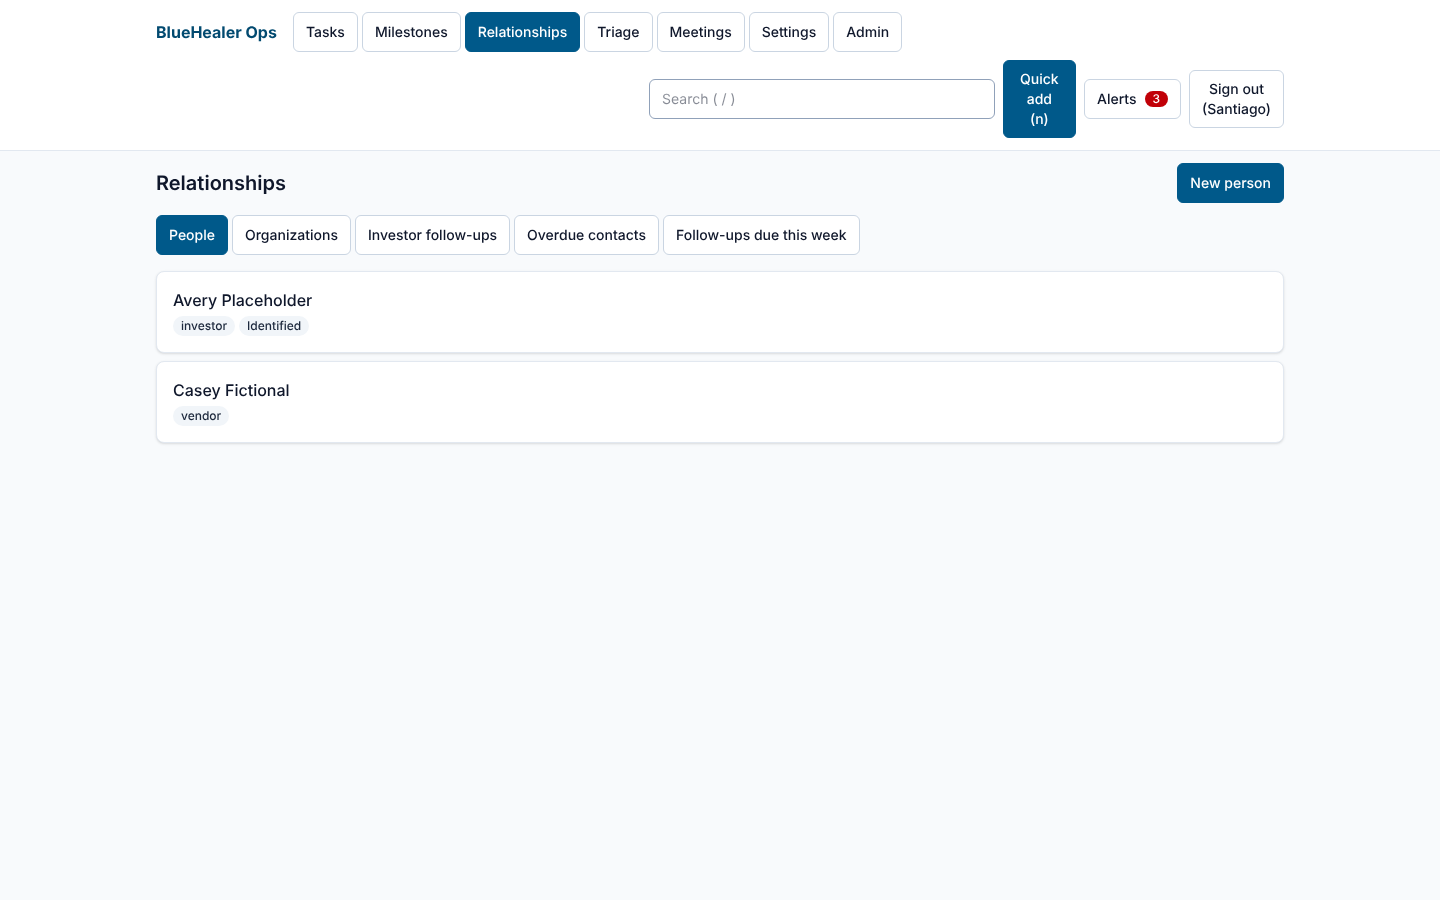 BlueHealer Ops Tasks Milestones Relationships Triage Meetings Settings Admin
Search ( / ) Quick add (n) Alerts 3 Sign out (Santiago)
Relationships New person
People Organizations Investor follow-ups Overdue contacts Follow-ups due this week
Avery Placeholder
investor Identified
Casey Fictional
vendor